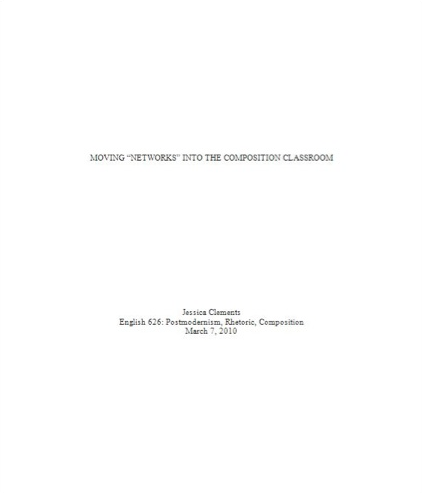 MOVING “NETWORKS” INTO THE COMPOSITION CLASSROOM
Jessica Clements
English 626: Postmodernism, Rhetoric, Composition
March 7, 2010